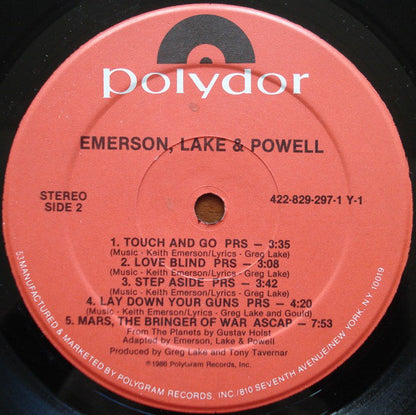 polydor
EMERSON, LAKE & POWELL
STEREO
SIDE 2
422-829-297-1 Y-1
1. TOUCH AND GO PRS – 3:35
(Music - Keith Emerson/Lyrics - Greg Lake)
2. LOVE BLIND PRS – 3:08
(Music - Keith Emerson/Lyrics - Greg Lake)
3. STEP ASIDE PRS – 3:42
(Music - Keith Emerson/Lyrics - Greg Lake)
4. LAY DOWN YOUR GUNS PRS – 4:20
(Music - Keith Emerson/Lyrics - Greg Lake and Gould)
5. MARS, THE BRINGER OF WAR ASCAP – 7:53
From The Planets by Gustav Holst
Adapted by Emerson, Lake & Powell
Produced by Greg Lake and Tony Tavernar
℗1986 PolyGram Records, Inc.
53 MANUFACTURED & MARKETED BY POLYGRAM RECORDS, INC./810 SEVENTH AVENUE/NEW YORK, NY 10019